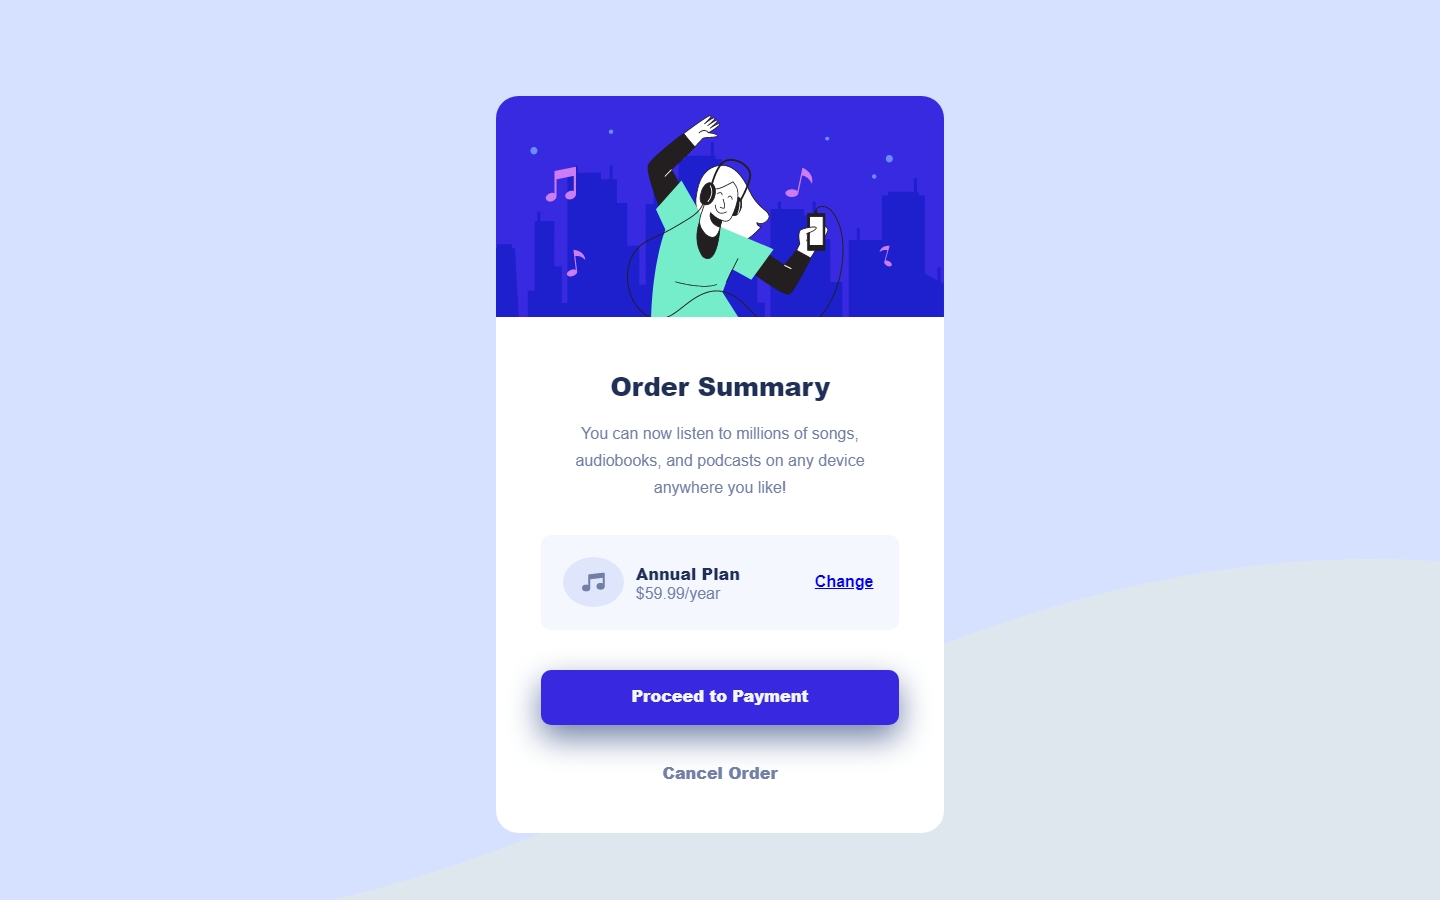 Order Summary
You can now listen to millions of songs,
audiobooks, and podcasts on any device
anywhere you like!
Annual Plan
$59.99/year
Change
Proceed to Payment
Cancel Order